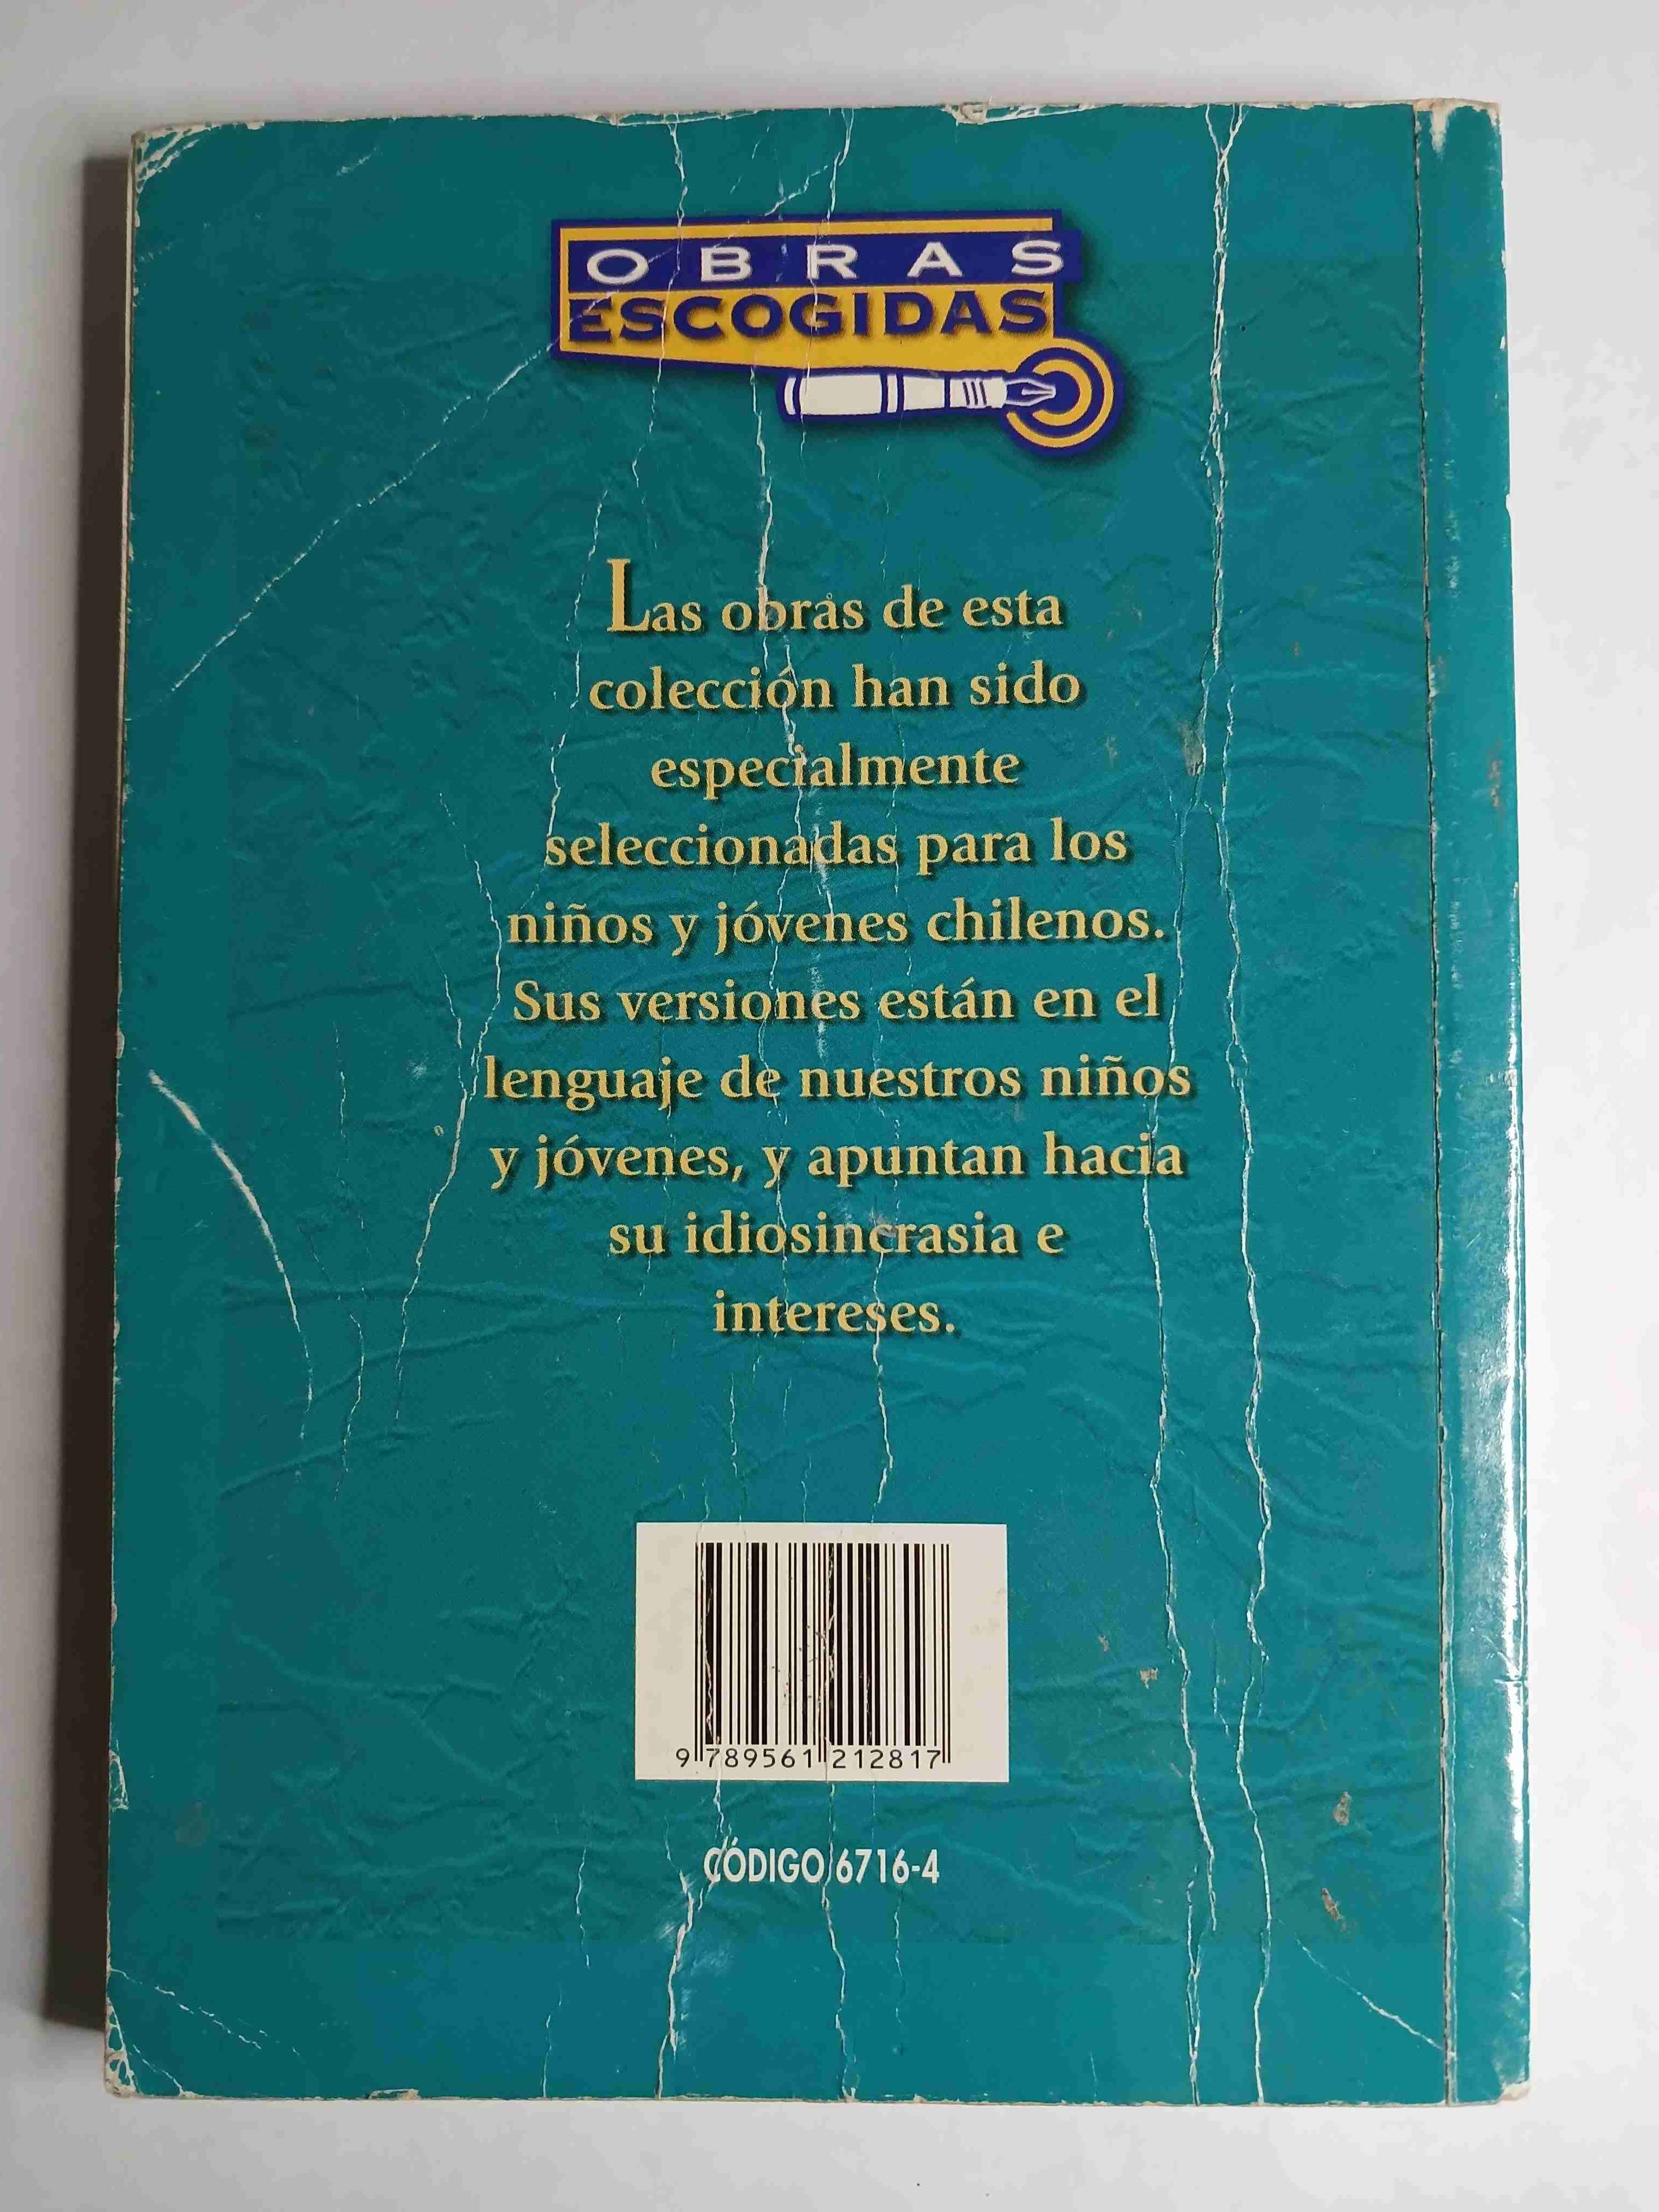 OBRAS
ESCOGIDAS
Las obras de esta
colección han sido
especialmente
seleccionadas para los
niños y jóvenes chilenos.
Sus versiones están en el
lenguaje de nuestros niños
y jóvenes, y apuntan hacia
su idiosincrasia e
intereses.
9 789561 212817
CÓDIGO 6716-4